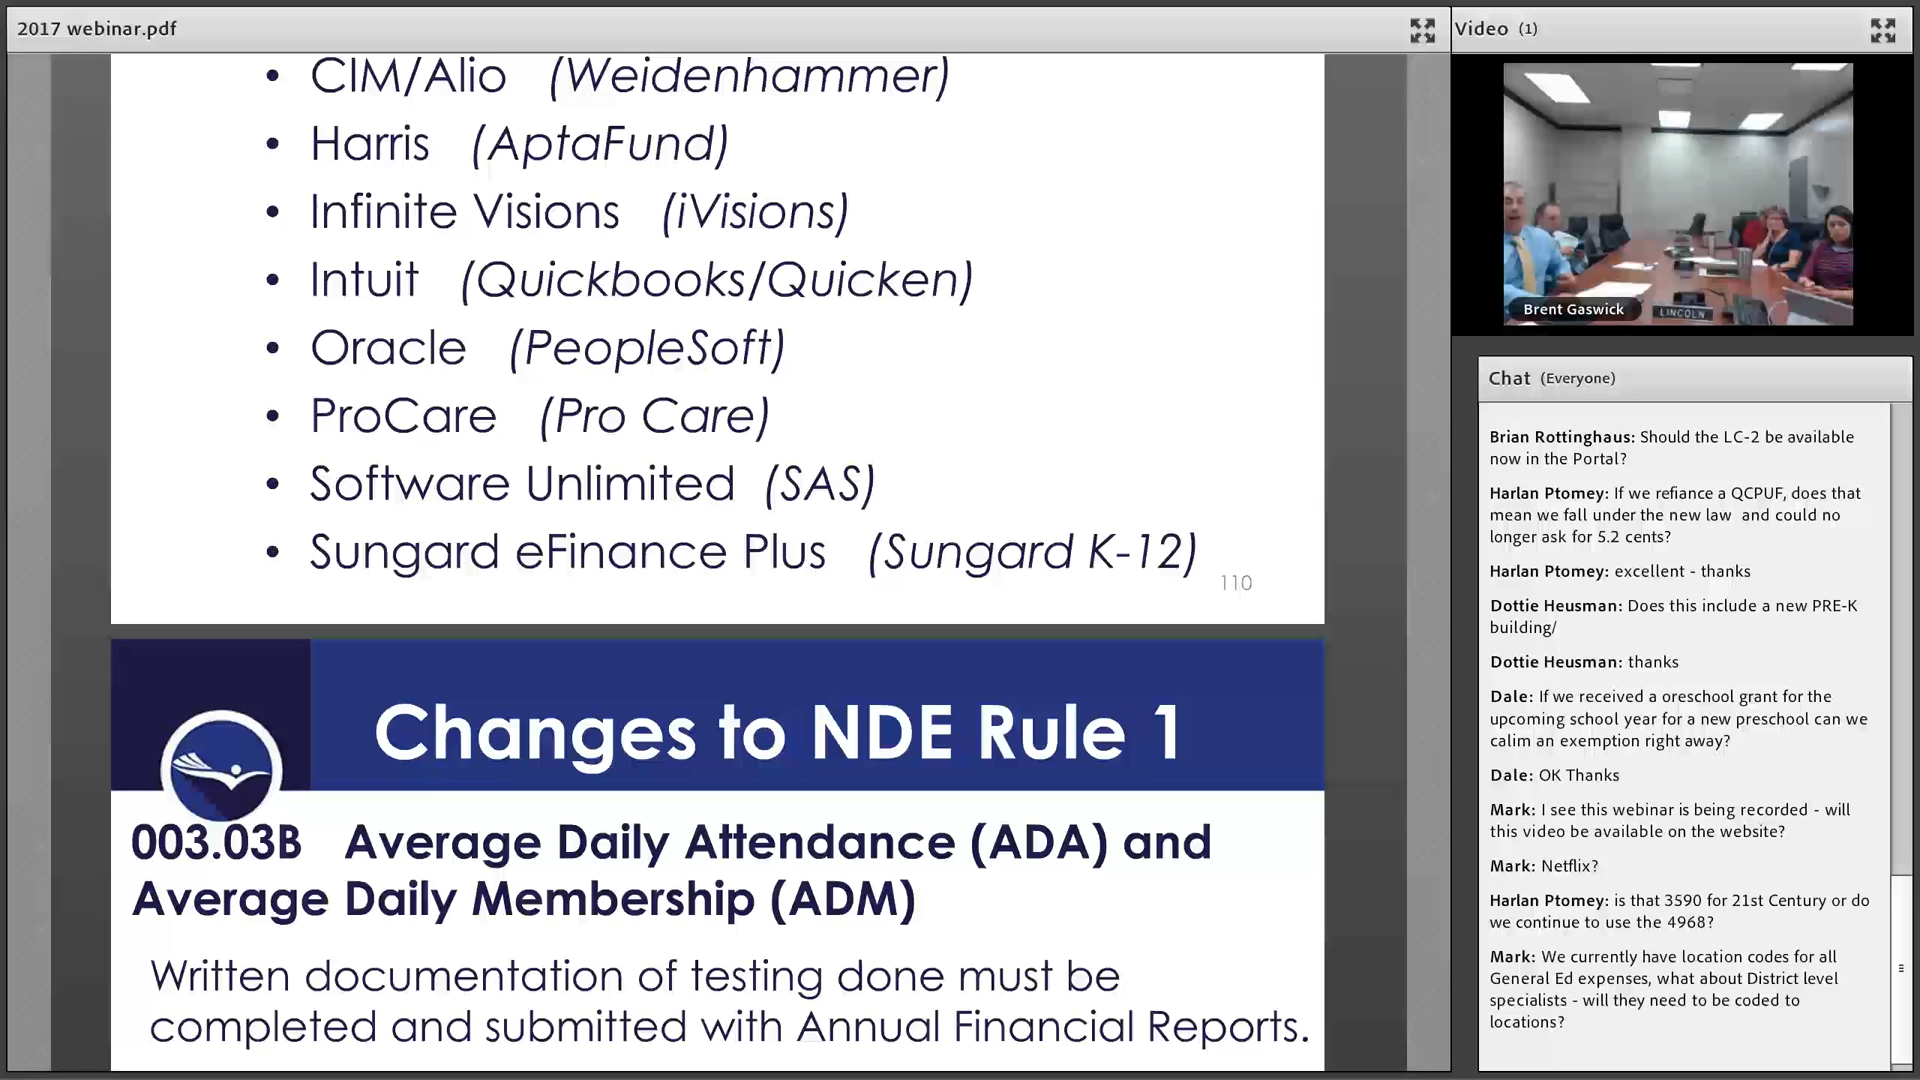 2017 webinar.pdf
• CIM/Alio (Weidenhammer)
• Harris (AptaFund)
• Infinite Visions (iVisions)
• Intuit (Quickbooks/Quicken)
• Oracle (PeopleSoft)
• ProCare (Pro Care)
• Software Unlimited (SAS)
• Sungard eFinance Plus (Sungard K-12)
110
Changes to NDE Rule 1
003.03B Average Daily Attendance (ADA) and
Average Daily Membership (ADM)
Written documentation of testing done must be
completed and submitted with Annual Financial Reports.
Video (1)
Brent Gaswick
LINCOLN
Chat (Everyone)
Brian Rottinghaus: Should the LC-2 be available
now in the Portal?
Harlan Ptomey: If we refiance a QCPUF, does that
mean we fall under the new law and could no
longer ask for 5.2 cents?
Harlan Ptomey: excellent - thanks
Dottie Heusman: Does this include a new PRE-K
building/
Dottie Heusman: thanks
Dale: If we received a oreschool grant for the
upcoming school year for a new preschool can we
calim an exemption right away?
Dale: OK Thanks
Mark: I see this webinar is being recorded - will
this video be available on the website?
Mark: Netflix?
Harlan Ptomey: is that 3590 for 21st Century or do
we continue to use the 4968?
Mark: We currently have location codes for all
General Ed expenses, what about District level
specialists - will they need to be coded to
locations?